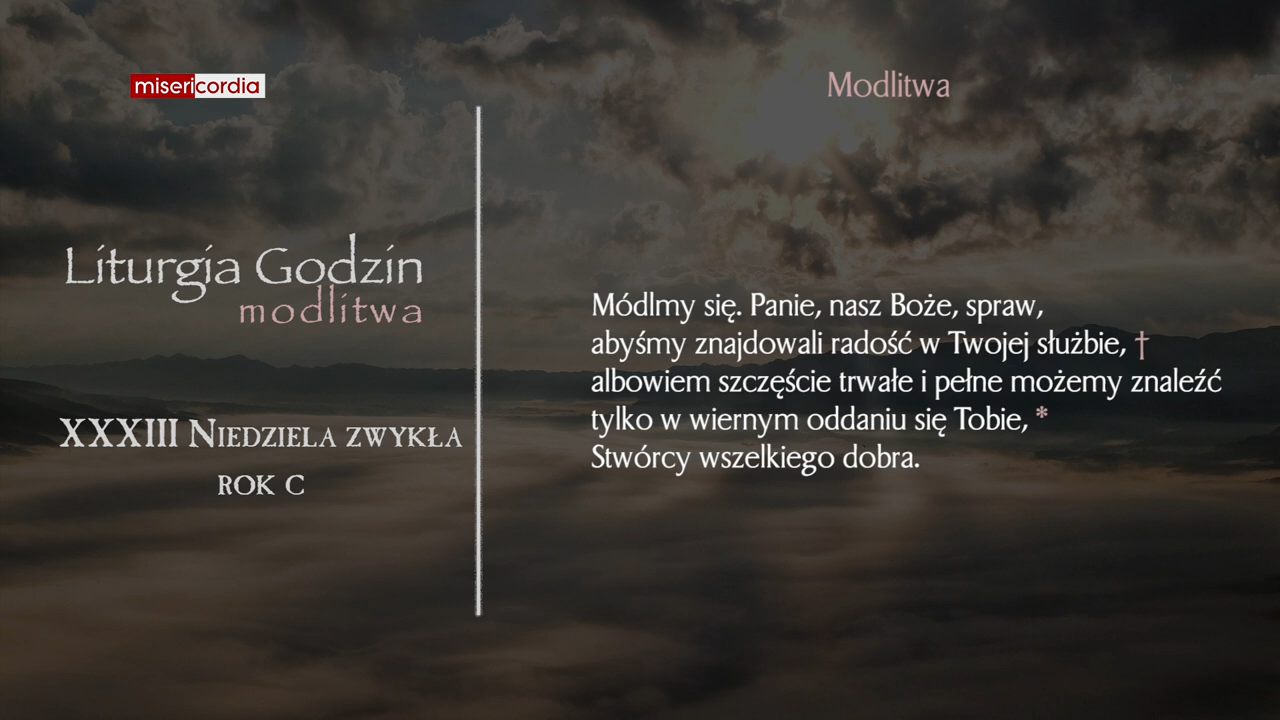 misericordia
Liturgia Godzin
modlitwa
XXXIII Niedziela zwykła
rok C
Modlitwa
Módlmy się. Panie, nasz Boże, spraw,
abyśmy znajdowali radość w Twojej służbie, †
albowiem szczęście trwałe i pełne możemy znaleźć
tylko w wiernym oddaniu się Tobie, *
Stwórcy wszelkiego dobra.